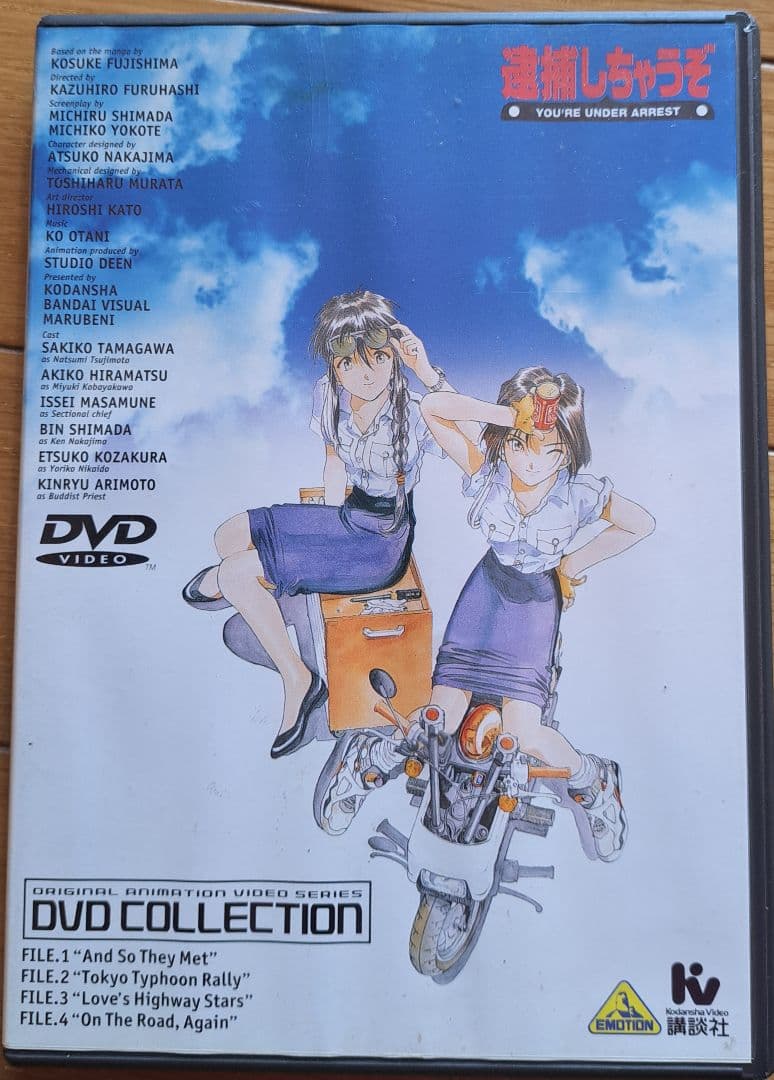 Based on the manga by
KOSUKE FUJISHIMA
Directed by
KAZUHIRO FURUHASHI
Screenplay by
MICHIRU SHIMADA
MICHIKO YOKOTE
Character designed by
ATSUKO NAKAJIMA
Mechanical designed by
TOSHIHARU MURATA
Art director
HIROSHI KATO
Music
KO OTANI
Animation produced by
STUDIO DEEN
Presented by
KODANSHA
BANDAI VISUAL
MARUBENI
Cast
SAKIKO TAMAGAWA
as Natsumi Tsujimoto
AKIKO HIRAMATSU
as Miyuki Kobayakawa
ISSEI MASAMUNE
as Sectional chief
BIN SHIMADA
as Ken Nakajima
ETSUKO KOZAKURA
as Yoriko Nikaido
KINRYU ARIMOTO
as Buddist Priest
DVD
VIDEO
TM
逮捕しちゃうぞ
YOU'RE UNDER ARREST
ORIGINAL ANIMATION VIDEO SERIES
DVD COLLECTION
FILE.1 "And So They Met"
FILE.2 "Tokyo Typhoon Rally"
FILE.3 "Love's Highway Stars"
FILE.4 "On The Road, Again"
EMOTION
KV
Kodansha Video
講談社